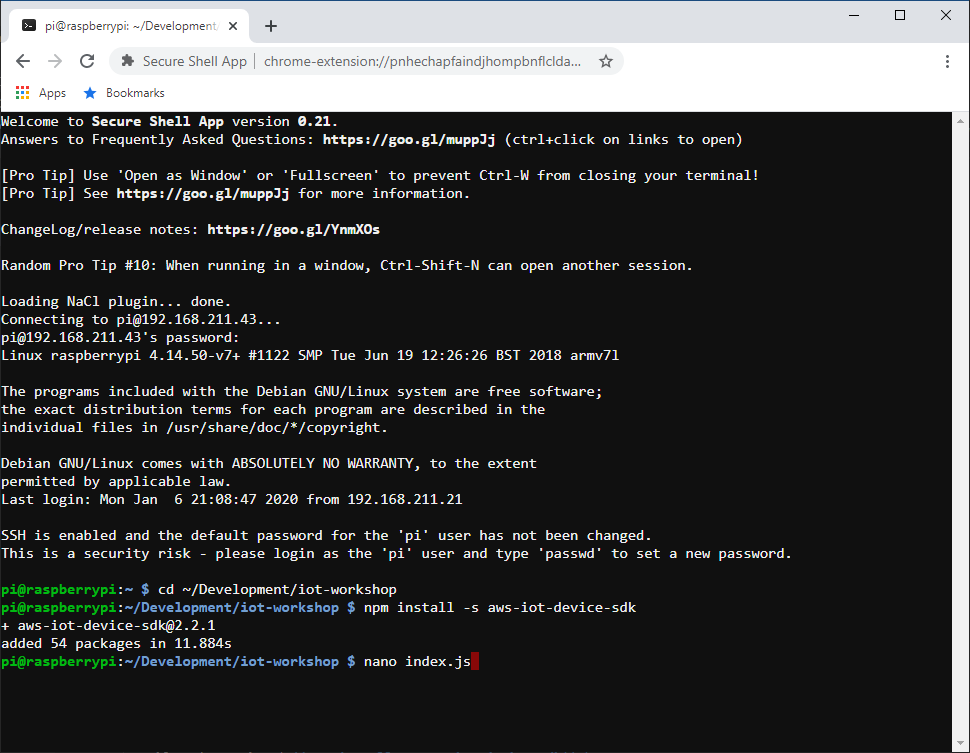 pi@raspberrypi: ~/Development/
Secure Shell App | chrome-extension://pnhechapfaindjhompbnflclda...
Apps Bookmarks
Welcome to Secure Shell App version 0.21.
Answers to Frequently Asked Questions: https://goo.gl/muppJj (ctrl+click on links to open)
[Pro Tip] Use 'Open as Window' or 'Fullscreen' to prevent Ctrl-W from closing your terminal!
[Pro Tip] See https://goo.gl/muppJj for more information.
ChangeLog/release notes: https://goo.gl/YnmXOs
Random Pro Tip #10: When running in a window, Ctrl-Shift-N can open another session.
Loading NaCl plugin... done.
Connecting to pi@192.168.211.43...
pi@192.168.211.43's password:
Linux raspberrypi 4.14.50-v7+ #1122 SMP Tue Jun 19 12:26:26 BST 2018 armv7l
The programs included with the Debian GNU/Linux system are free software;
the exact distribution terms for each program are described in the
individual files in /usr/share/doc/*/copyright.
Debian GNU/Linux comes with ABSOLUTELY NO WARRANTY, to the extent
permitted by applicable law.
Last login: Mon Jan  6 21:08:47 2020 from 192.168.211.21
SSH is enabled and the default password for the 'pi' user has not been changed.
This is a security risk - please login as the 'pi' user and type 'passwd' to set a new password.
pi@raspberrypi:~ $ cd ~/Development/iot-workshop
pi@raspberrypi:~/Development/iot-workshop $ npm install -s aws-iot-device-sdk
+ aws-iot-device-sdk@2.2.1
added 54 packages in 11.884s
pi@raspberrypi:~/Development/iot-workshop $ nano index.js